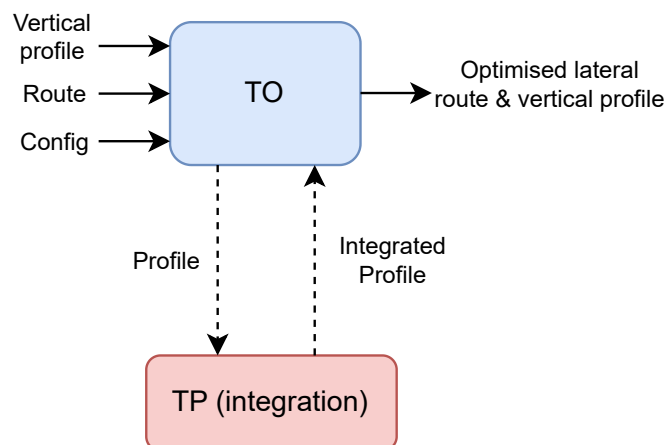 Vertical
profile
Route
Config
TO
Optimised lateral
route & vertical profile
Profile
Integrated
Profile
TP (integration)